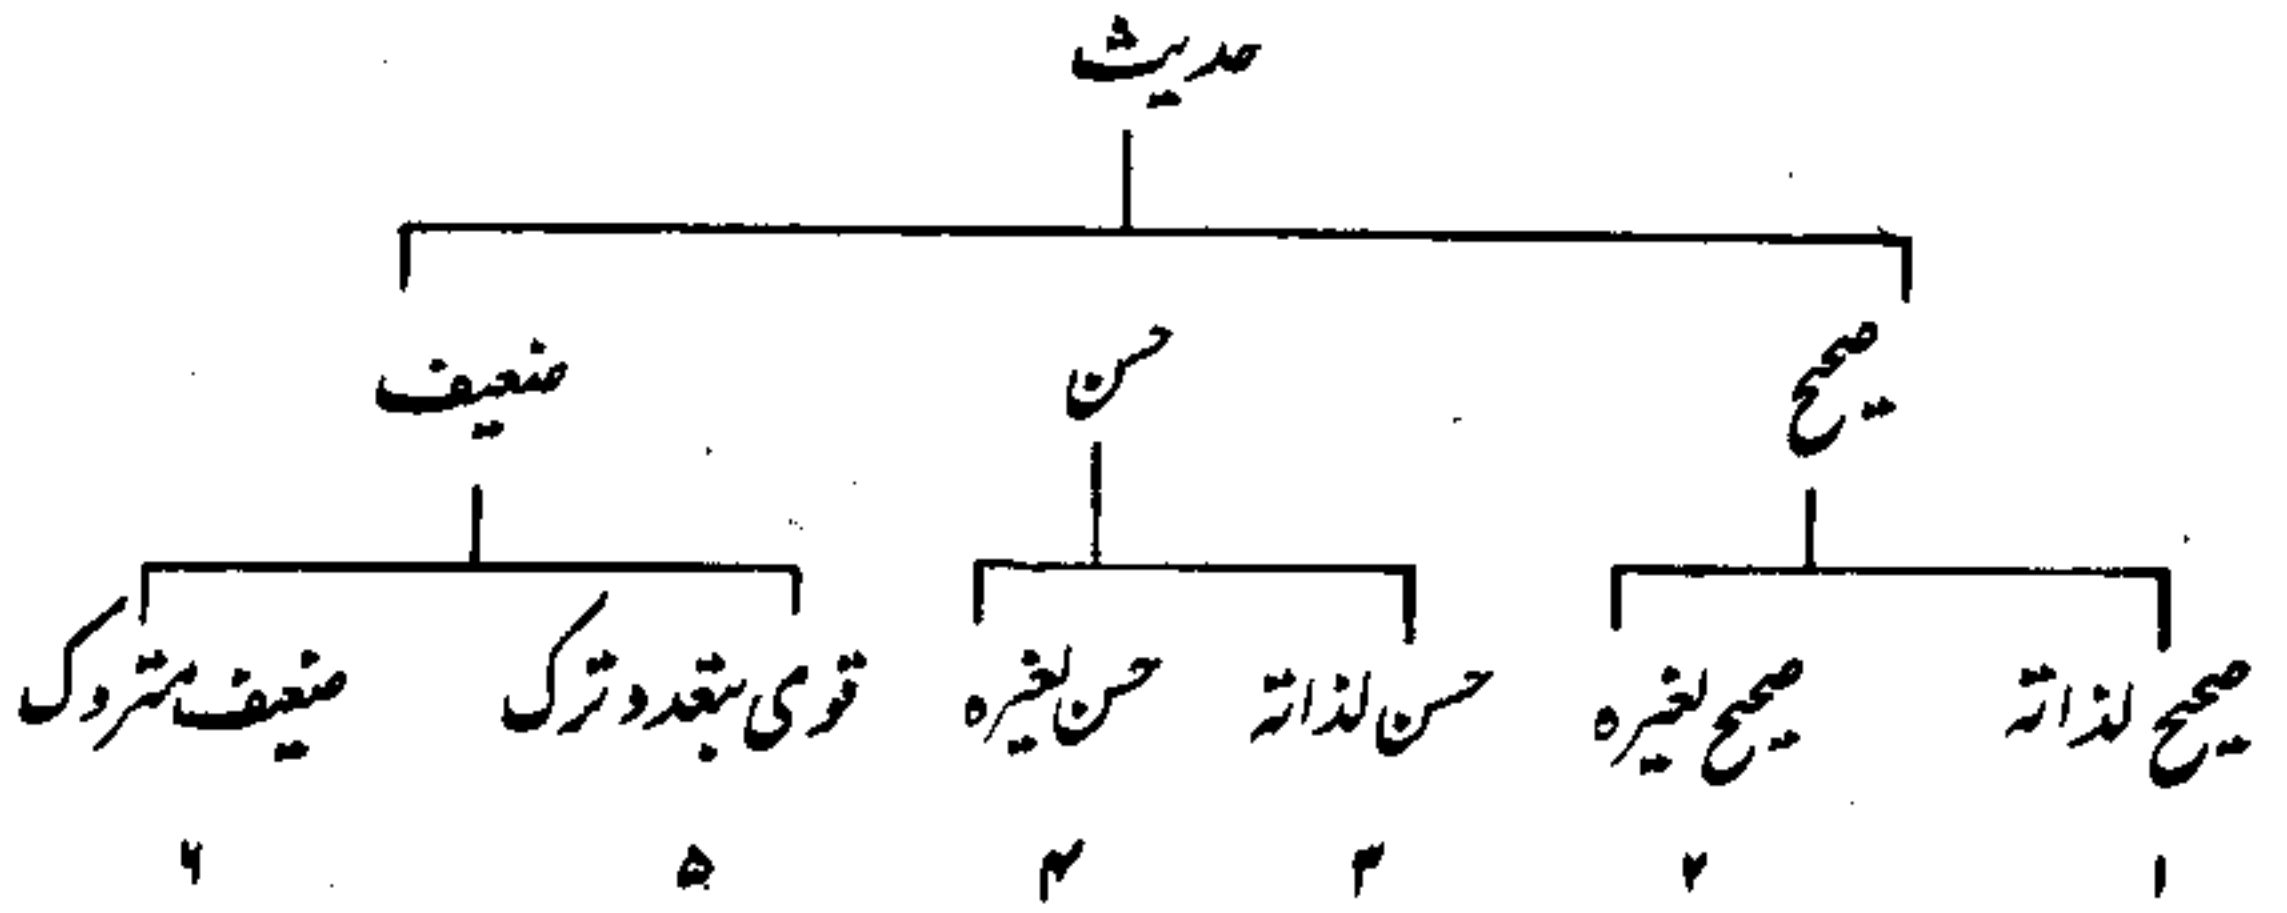 حدیث
صحیح حسن ضعیف
صحیح لذاتہ صحیح لغیرہ حسن لذاتہ حسن لغیرہ قوی بتعدد ترک ضعیف متروک
۱ ۲ ۳ ۴ ۵ ۶